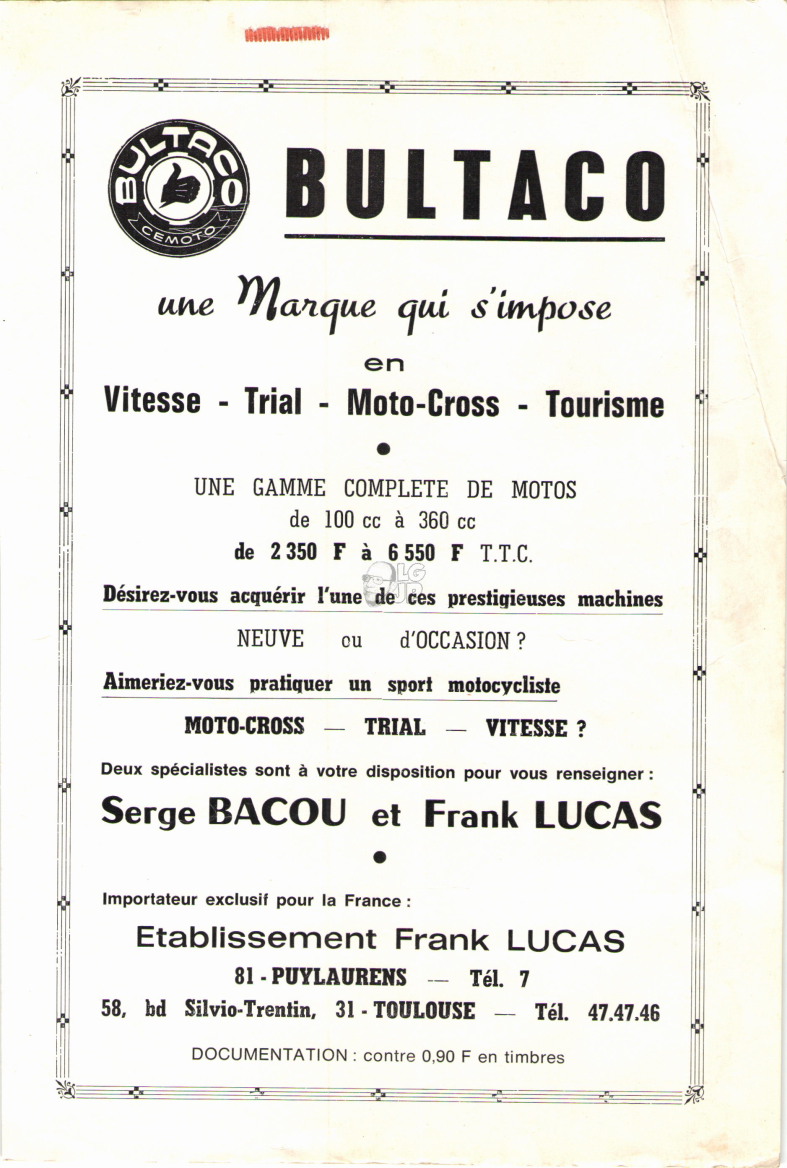 BULTACO
CEMOTO
BULTACO
une Marque qui s'impose
en
Vitesse - Trial - Moto-Cross - Tourisme
UNE GAMME COMPLETE DE MOTOS
de 100 cc à 360 cc
de 2 350 F à 6 550 F T.T.C.
Désirez-vous acquérir l'une de ces prestigieuses machines
NEUVE ou d'OCCASION ?
Aimeriez-vous pratiquer un sport motocycliste
MOTO-CROSS — TRIAL — VITESSE ?
Deux spécialistes sont à votre disposition pour vous renseigner :
Serge BACOU et Frank LUCAS
Importateur exclusif pour la France :
Etablissement Frank LUCAS
81 - PUYLAURENS — Tél. 7
58, bd Silvio-Trentin, 31 - TOULOUSE — Tél. 47.47.46
DOCUMENTATION : contre 0,90 F en timbres